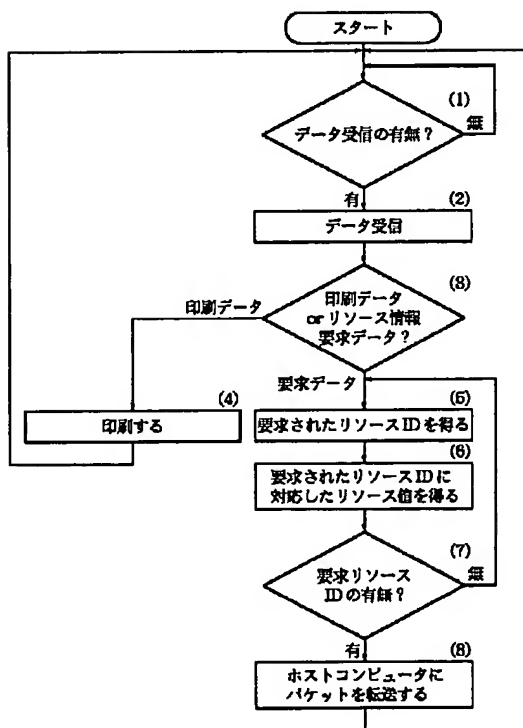 スタート
(1)
データ受信の有無?
無
有
(2)
データ受信
(3)
印刷データ
印刷データ
or リソース情報
要求データ?
要求データ
(4)
印刷する
(5)
要求されたリソースIDを得る
(6)
要求されたリソースIDに
対応したリソース値を得る
(7)
要求リソース
IDの有無?
無
有
(8)
ホストコンピュータに
パケットを転送する